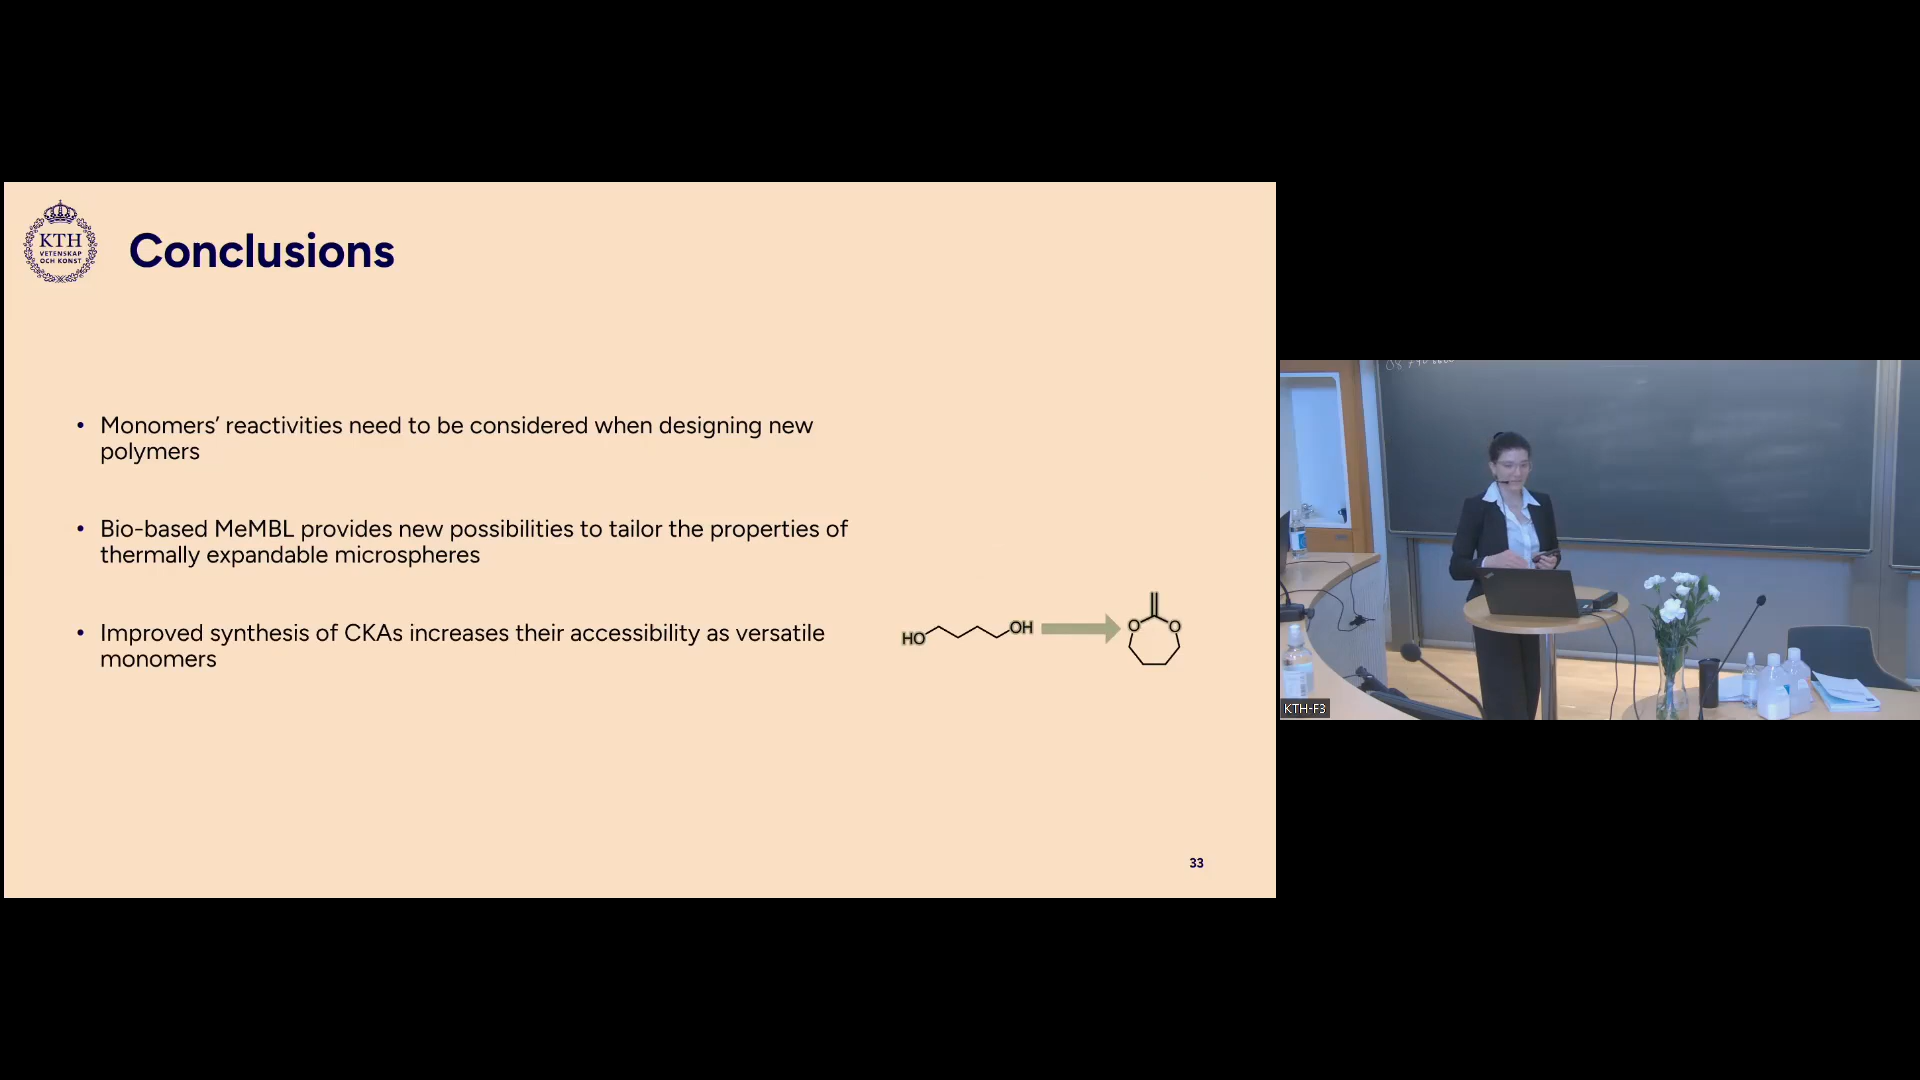 KTH
VETENSKAP
OCH KONST
Conclusions
• Monomers’ reactivities need to be considered when designing new
polymers
• Bio-based MeMBL provides new possibilities to tailor the properties of
thermally expandable microspheres
• Improved synthesis of CKAs increases their accessibility as versatile
monomers
HO
OH
O
O
33
KTH-F3